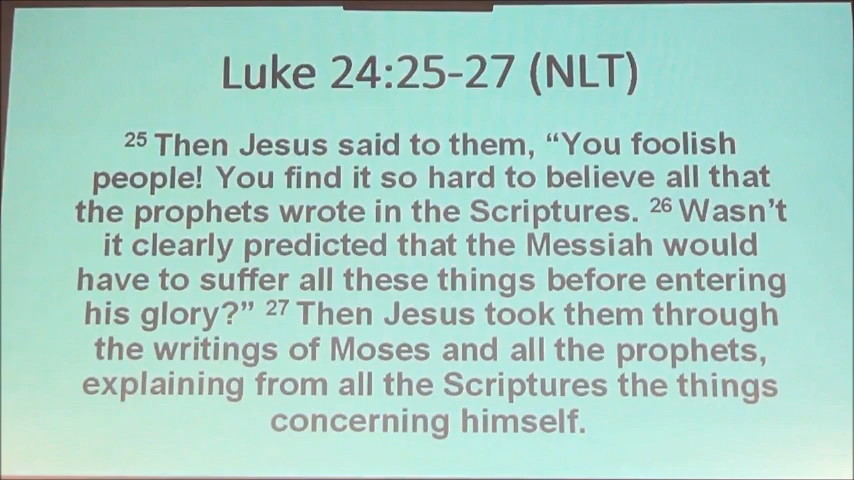 Luke 24:25-27 (NLT)
25 Then Jesus said to them, “You foolish
people! You find it so hard to believe all that
the prophets wrote in the Scriptures. 26 Wasn’t
it clearly predicted that the Messiah would
have to suffer all these things before entering
his glory?” 27 Then Jesus took them through
the writings of Moses and all the prophets,
explaining from all the Scriptures the things
concerning himself.